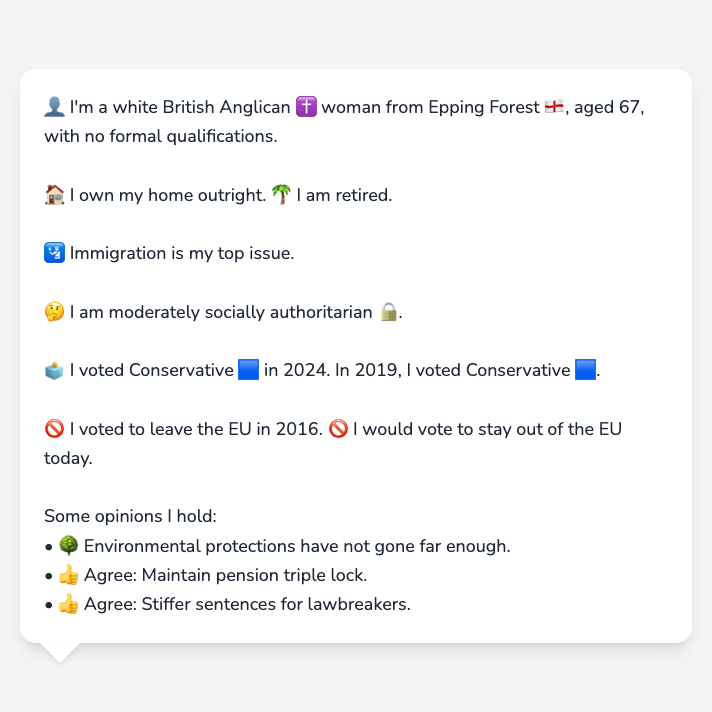 👤 I'm a white British Anglican ✝️ woman from Epping Forest 🏴󠁧󠁢󠁥󠁮󠁧󠁿, aged 67,
with no formal qualifications.
🏠 I own my home outright. 🌴 I am retired.
🛂 Immigration is my top issue.
🤔 I am moderately socially authoritarian 🔒.
🗳️ I voted Conservative 🟦 in 2024. In 2019, I voted Conservative 🟦.
🚫 I voted to leave the EU in 2016. 🚫 I would vote to stay out of the EU
today.
Some opinions I hold:
• 🌳 Environmental protections have not gone far enough.
• 👍 Agree: Maintain pension triple lock.
• 👍 Agree: Stiffer sentences for lawbreakers.